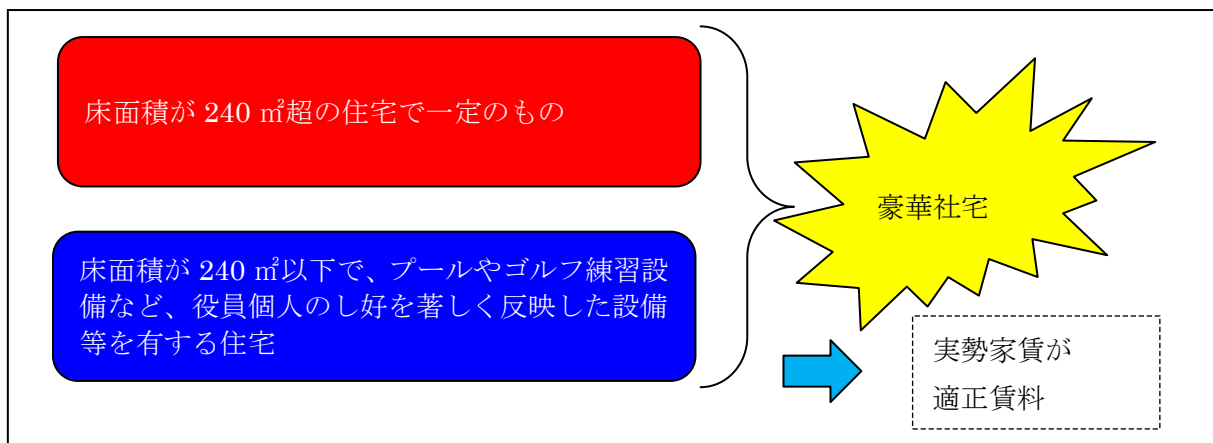 床面積が 240 ㎡超の住宅で一定のもの
床面積が 240 ㎡以下で、プールやゴルフ練習設
備など、役員個人のし好を著しく反映した設備
等を有する住宅
豪華社宅
実勢家賃が
適正賃料